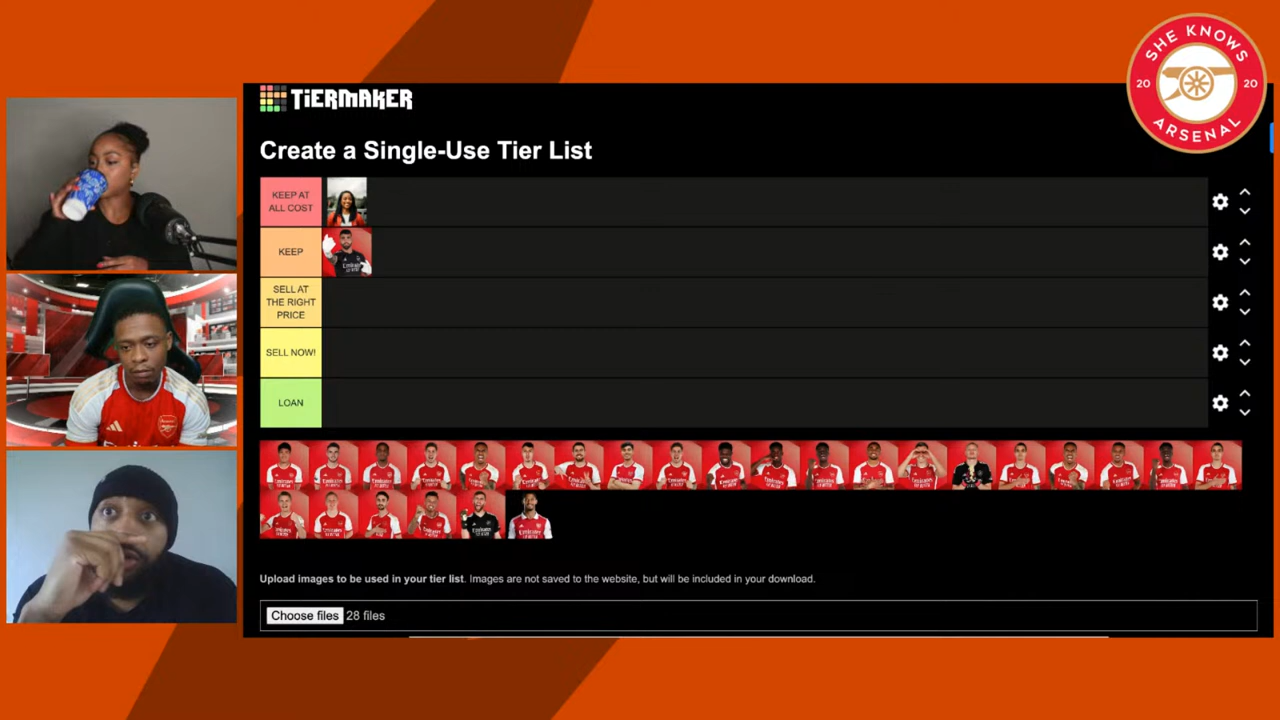 SHE KNOWS
20 20
ARSENAL
TiERMAKER
Create a Single-Use Tier List
KEEP AT
ALL COST
KEEP
SELL AT
THE RIGHT
PRICE
SELL NOW!
LOAN
Upload images to be used in your tier list. Images are not saved to the website, but will be included in your download.
Choose files 28 files